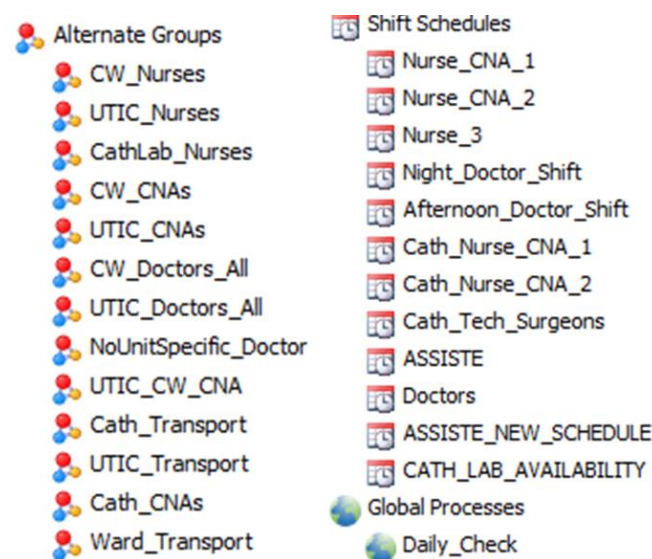 Alternate Groups
CW_Nurses
UTIC_Nurses
CathLab_Nurses
CW_CNAs
UTIC_CNAs
CW_Doctors_All
UTIC_Doctors_All
NoUnitSpecific_Doctor
UTIC_CW_CNA
Cath_Transport
UTIC_Transport
Cath_CNAs
Ward_Transport
Shift Schedules
Nurse_CNA_1
Nurse_CNA_2
Nurse_3
Night_Doctor_Shift
Afternoon_Doctor_Shift
Cath_Nurse_CNA_1
Cath_Nurse_CNA_2
Cath_Tech_Surgeons
ASSISTE
Doctors
ASSISTE_NEW_SCHEDULE
CATH_LAB_AVAILABILITY
Global Processes
Daily_Check